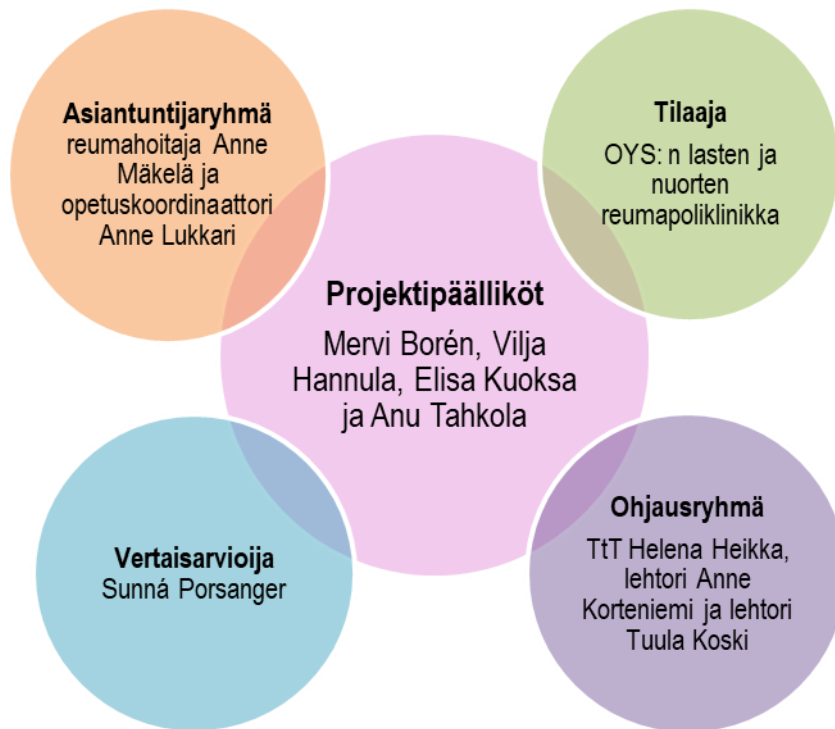 Asiantuntijaryhmä
reumahoitaja Anne
Mäkelä ja
opetuskoordinaattori
Anne Lukkari
Tilaaja
OYS: n lasten ja
nuorten
reumapoliklinikka
Projektipäälliköt
Mervi Borén, Vilja
Hannula, Elisa Kuoksa
ja Anu Tahkola
Vertaisarvioija
Sunná Porsanger
Ohjausryhmä
TtT Helena Heikka,
lehtori Anne
Korteniemi ja lehtori
Tuula Koski